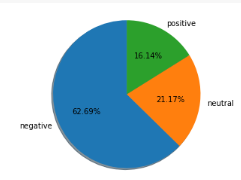 positive
16.14%
21.17%
neutral
62.69%
negative